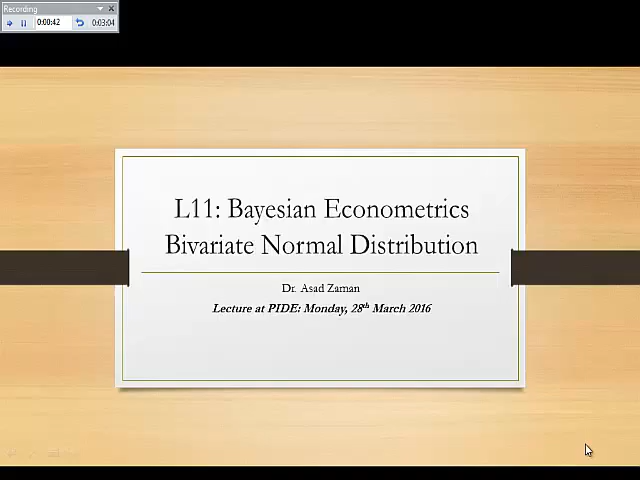 Recording
0:00:42
0:03:04
L11: Bayesian Econometrics
Bivariate Normal Distribution
Dr. Asad Zaman
Lecture at PIDE: Monday, 28th March 2016